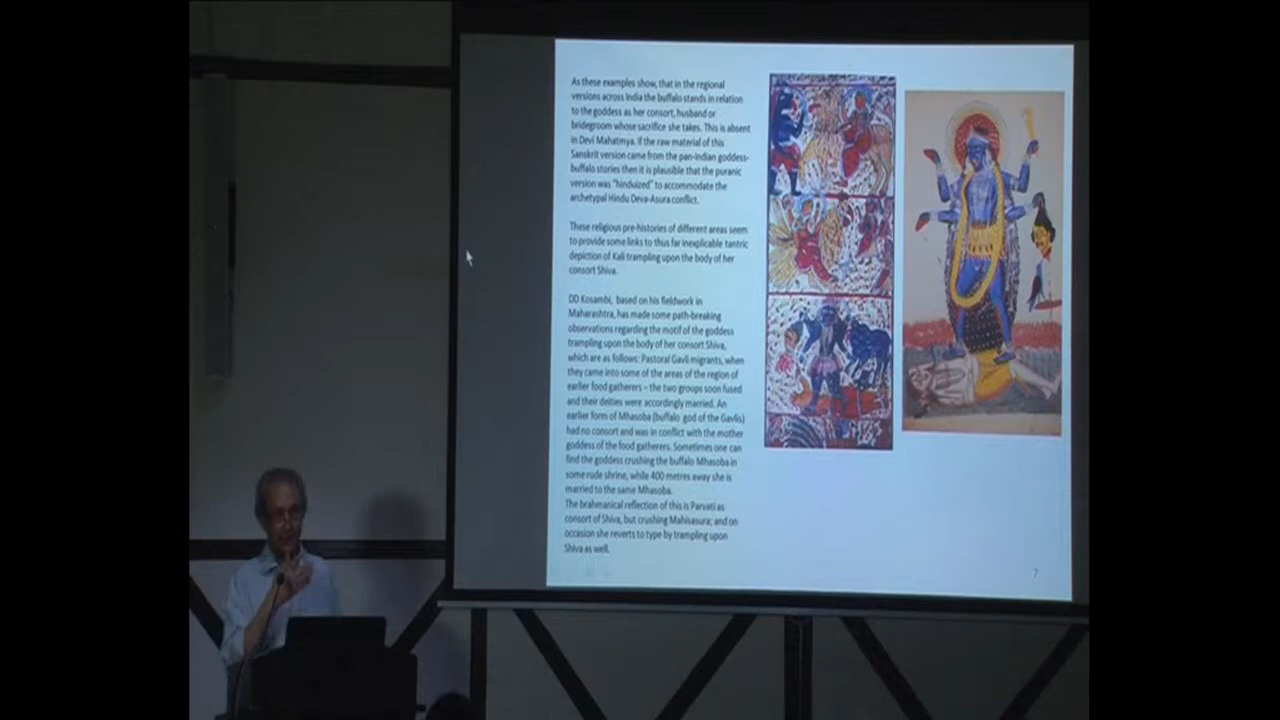 As these examples show, that in the regional
versions across India the buffalo stands in relation
to the goddess as her consort, husband or
bridegroom whose sacrifice she takes. This is absent
in Devi Mahatmya. If the raw material of this
Sanskrit version came from the pan-indian goddess-
buffalo stories then it is plausible that the puranic
version was "hinduized" to accommodate the
archetypal Hindu Deva-Asura conflict.
These religious pre-histories of different areas seem
to provide some links to thus far inexplicable tantric
depiction of Kali trampling upon the body of her
consort Shiva.
DD Kosambi, based on his fieldwork in
Maharashtra, has made some path-breaking
observations regarding the motif of the goddess
trampling upon the body of her consort Shiva,
which are as follows: Pastoral Gavli migrants, when
they came into some of the areas of the region of
earlier food gatherers – the two groups soon fused
and their deities were accordingly married. An
earlier form of Mhasoba (buffalo god of the Gavlis)
had no consort and was in conflict with the mother
goddess of the food gatherers. Sometimes one can
find the goddess crushing the buffalo Mhasoba in
some rude shrine, while 400 metres away she is
married to the same Mhasoba.
The brahmanical reflection of this is Parvati as
consort of Shiva, but crushing Mahisasura; and on
occasion she reverts to type by trampling upon
Shiva as well.
7